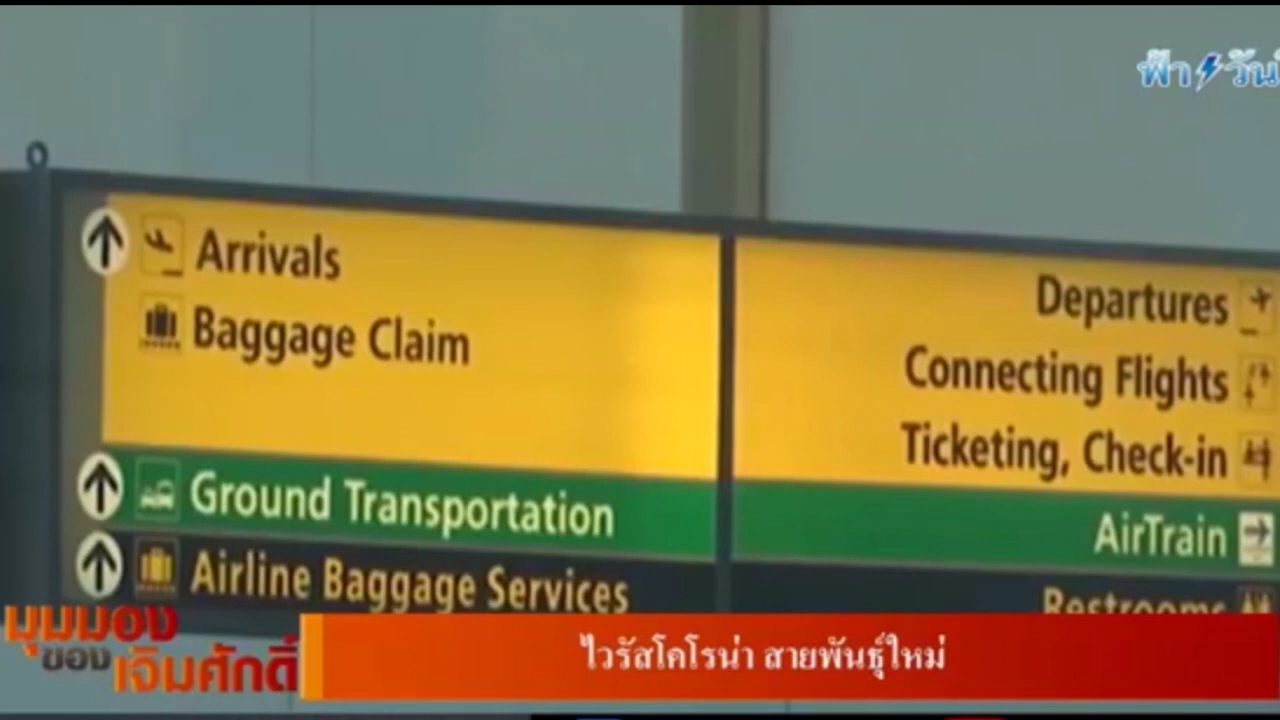 ฟ้า วัน
Arrivals
Baggage Claim
Ground Transportation
Airline Baggage Services
Departures
Connecting Flights
Ticketing, Check-in
AirTrain
Restrooms
มุมมอง
ของ
เจิมศักดิ์
ไวรัสโคโรน่า สายพันธุ์ใหม่